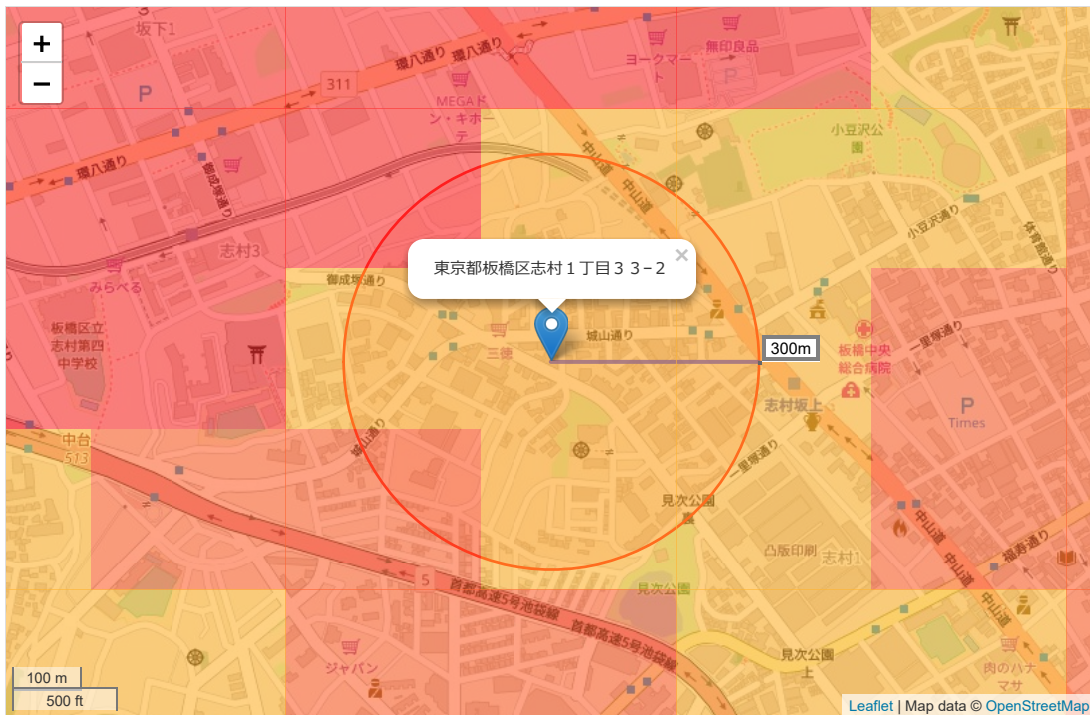 +
−
坂下1
P
311
環八通り
環八通り
ヨークマー
ト
無印良品
P
MEGAド
ン・キホー
テ
小豆沢公
園
中山道
中山道
環八通り
御成塚通り
志村3
小豆沢通り
体育館通り
東京都板橋区志村１丁目３３−２
×
みらべる
御成塚通り
板橋区立
志村第四
中学校
三徳
城山通り
300m
板橋中央
総合病院
一里塚通り
志村坂上
P
Times
中台
513
城山通り
一里塚通り
見次公園
中山道
凸版印刷
志村1
福寿通り
中山道
5
首都高速5号池袋線
首都高速5号池袋線
見次公園
中山道
ジャパン
見次公園
上
肉のハナ
マサ
100 m
500 ft
Leaflet | Map data © OpenStreetMap